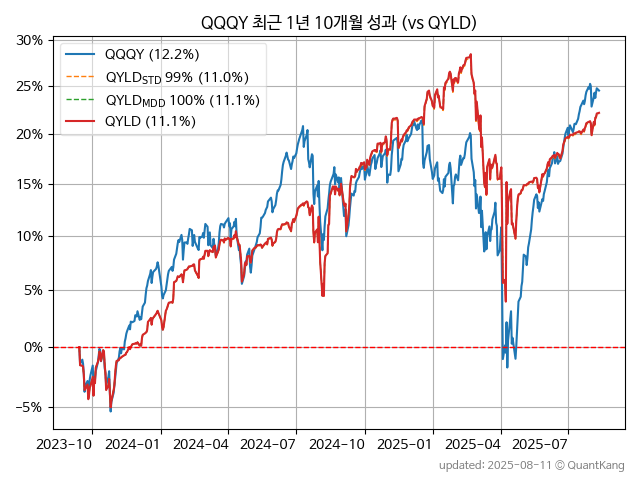 QQQY 최근 1년 10개월 성과 (vs QYLD)
QQQY (12.2%)
QYLD_STD 99% (11.0%)
QYLD_MDD 100% (11.1%)
QYLD (11.1%)
30%
25%
20%
15%
10%
5%
0%
−5%
2023-10 2024-01 2024-04 2024-07 2024-10 2025-01 2025-04 2025-07
updated: 2025-08-11 © QuantKang